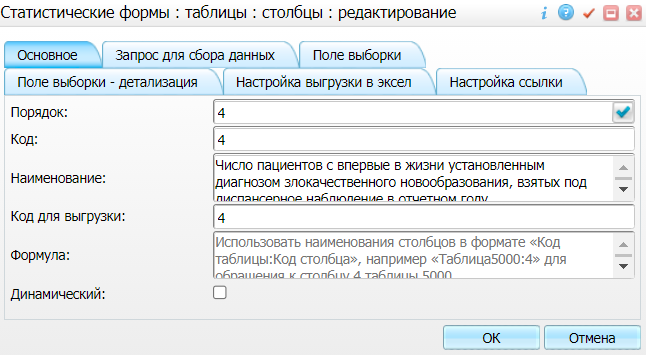 Статистические формы : таблицы : столбцы : редактирование
Основное Запрос для сбора данных Поле выборки
Поле выборки - детализация Настройка выгрузки в эксел Настройка ссылки
Порядок: 4
Код: 4
Наименование: Число пациентов с впервые в жизни установленным
диагнозом злокачественного новообразования, взятых под
диспансерное наблюдение в отчетном году
Код для выгрузки: 4
Формула: Использовать наименования столбцов в формате «Код
таблицы:Код столбца», например «Таблица5000:4» для
обращения к столбцу 4 таблицы 5000
Динамический:
ОК Отмена